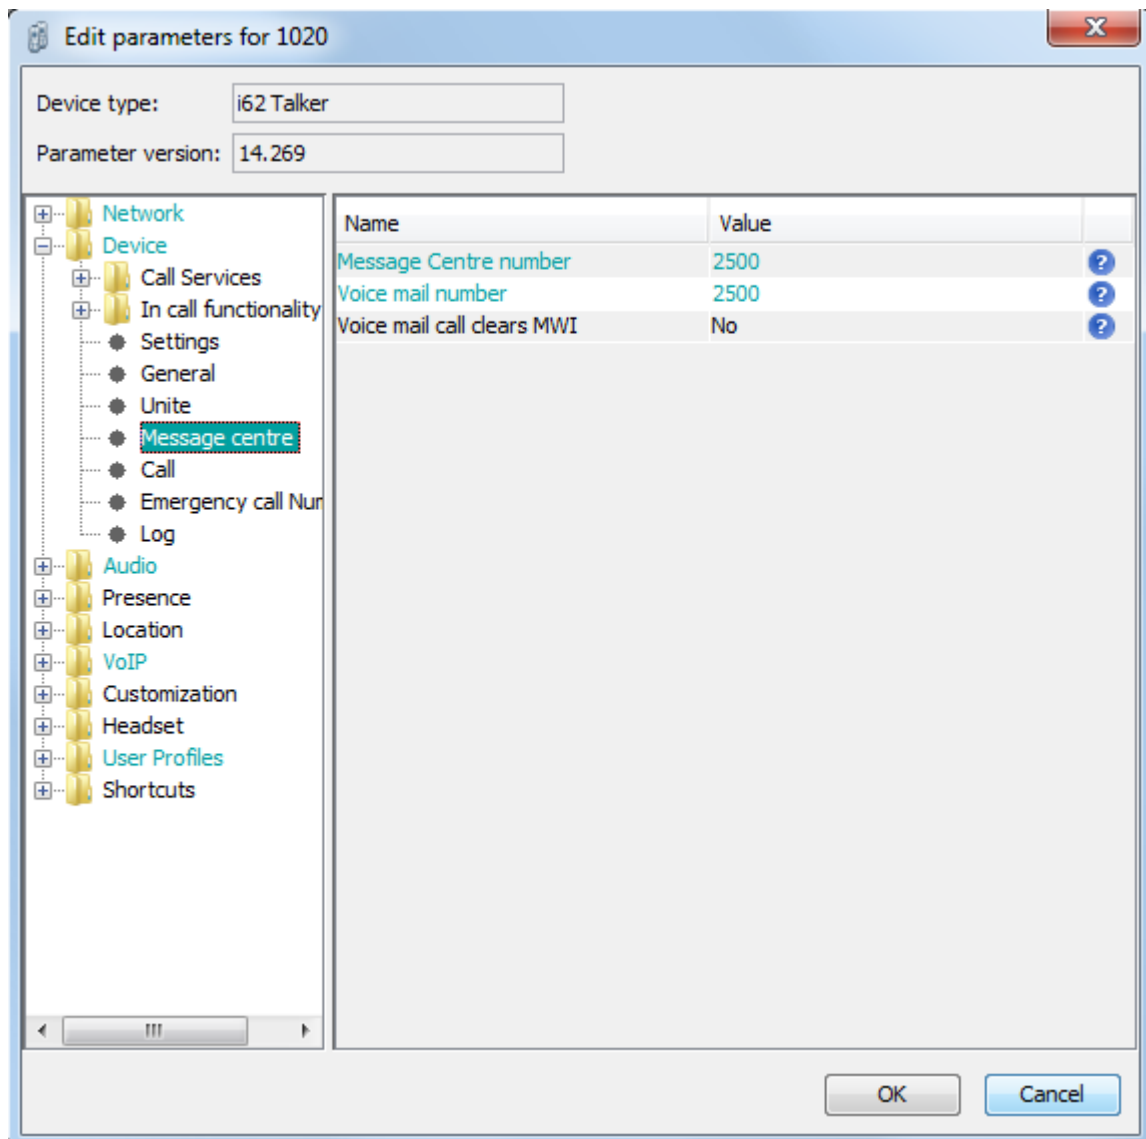 Edit parameters for 1020
Device type: i62 Talker
Parameter version: 14.269
Network
Device
Call Services
In call functionality
Settings
General
Unite
Message centre
Call
Emergency call Nur
Log
Audio
Presence
Location
VoIP
Customization
Headset
User Profiles
Shortcuts
Name Value
Message Centre number 2500
Voice mail number 2500
Voice mail call clears MWI No
OK Cancel